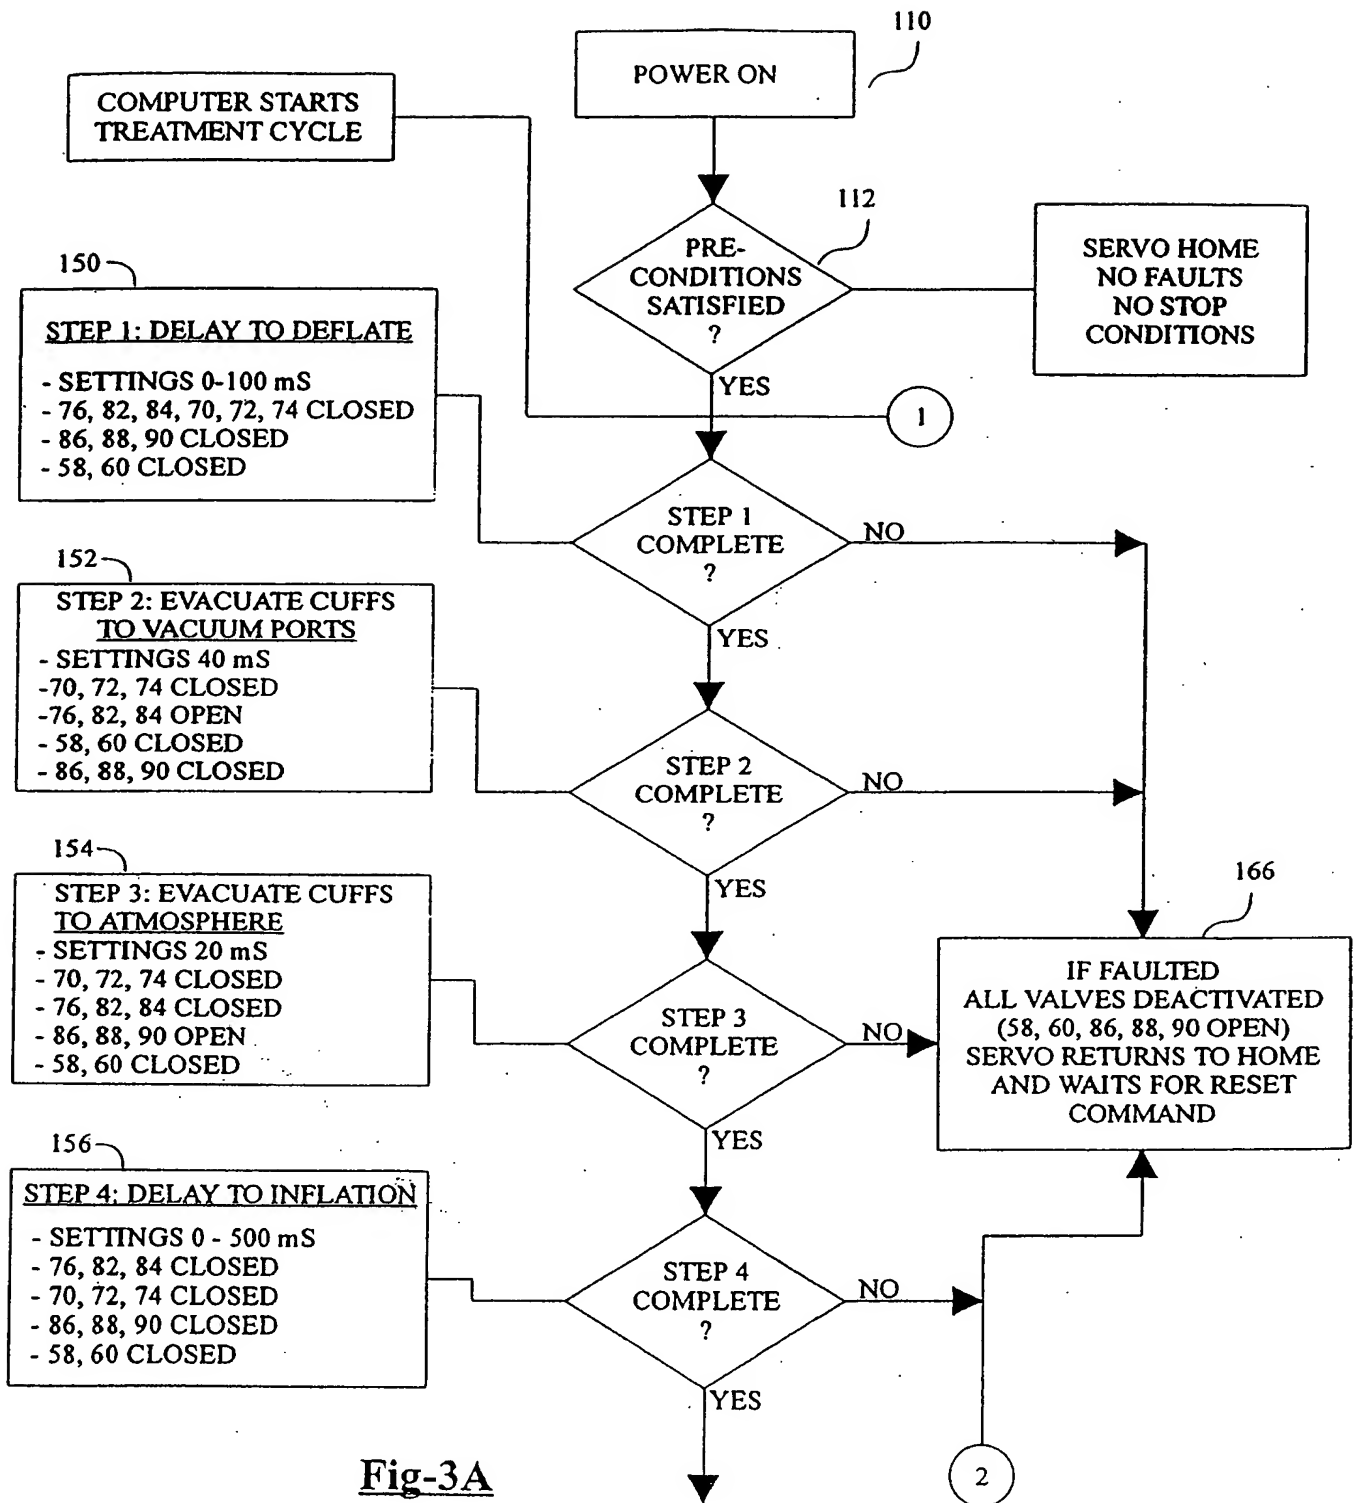 110
POWER ON
COMPUTER STARTS
TREATMENT CYCLE
112
PRE-
CONDITIONS
SATISFIED
?
SERVO HOME
NO FAULTS
NO STOP
CONDITIONS
YES
1
150
STEP 1: DELAY TO DEFLATE
- SETTINGS 0-100 mS
- 76, 82, 84, 70, 72, 74 CLOSED
- 86, 88, 90 CLOSED
- 58, 60 CLOSED
STEP 1
COMPLETE
?
NO
YES
152
STEP 2: EVACUATE CUFFS
TO VACUUM PORTS
- SETTINGS 40 mS
-70, 72, 74 CLOSED
-76, 82, 84 OPEN
- 58, 60 CLOSED
- 86, 88, 90 CLOSED
STEP 2
COMPLETE
?
NO
YES
154
STEP 3: EVACUATE CUFFS
TO ATMOSPHERE
- SETTINGS 20 mS
- 70, 72, 74 CLOSED
- 76, 82, 84 CLOSED
- 86, 88, 90 OPEN
- 58, 60 CLOSED
STEP 3
COMPLETE
?
NO
YES
166
IF FAULTED
ALL VALVES DEACTIVATED
(58, 60, 86, 88, 90 OPEN)
SERVO RETURNS TO HOME
AND WAITS FOR RESET
COMMAND
156
STEP 4: DELAY TO INFLATION
- SETTINGS 0 - 500 mS
- 76, 82, 84 CLOSED
- 70, 72, 74 CLOSED
- 86, 88, 90 CLOSED
- 58, 60 CLOSED
STEP 4
COMPLETE
?
NO
YES
2
Fig-3A